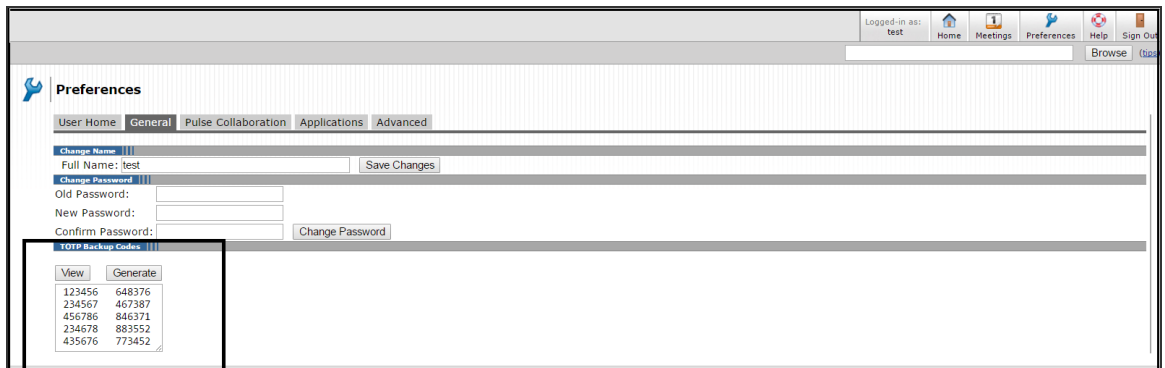 Logged-in as:
test
Home
1
Meetings
Preferences
Help
Sign Out
Browse (tips
Preferences
User Home General Pulse Collaboration Applications Advanced
Change Name
Full Name: test Save Changes
Change Password
Old Password:
New Password:
Confirm Password: Change Password
TOTP Backup Codes
View Generate
123456 648376
234567 467387
456786 846371
234678 883552
435676 773452